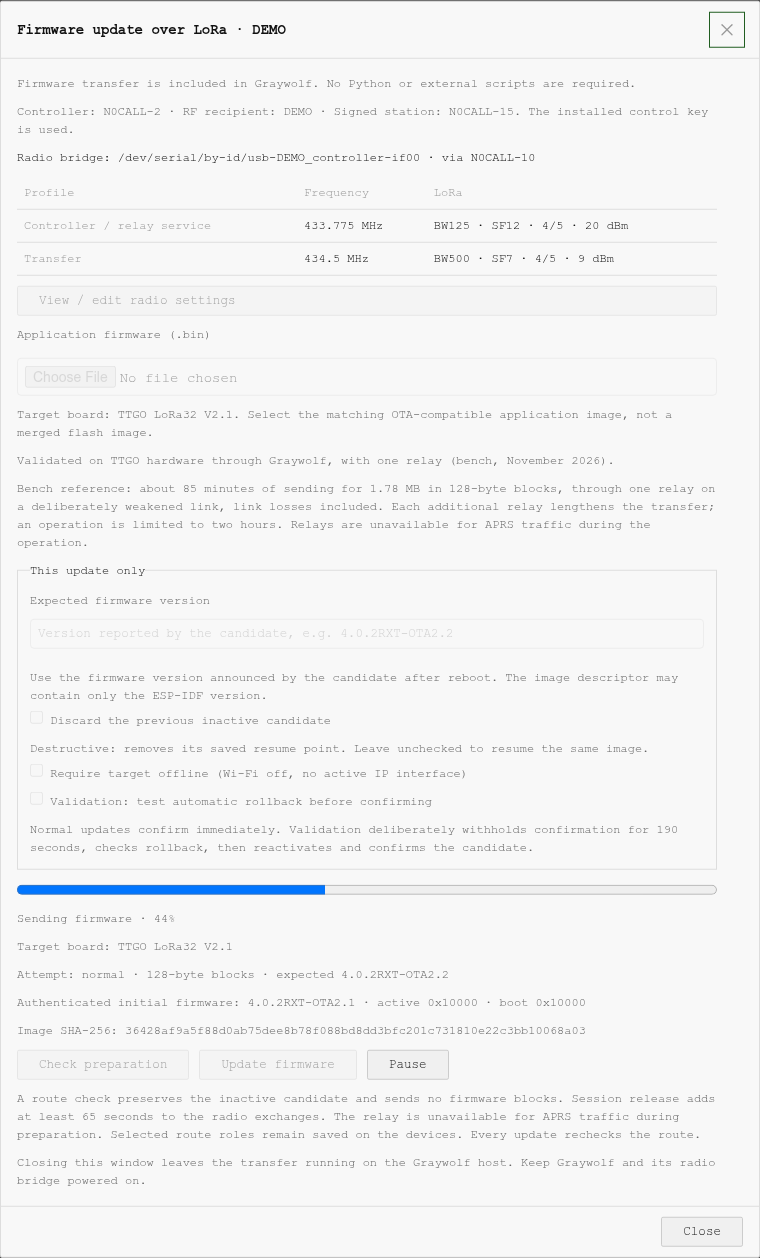 Firmware update over LoRa · DEMO
Firmware transfer is included in Graywolf. No Python or external scripts are required.
Controller: N0CALL-2 · RF recipient: DEMO · Signed station: N0CALL-15. The installed control key
is used.
Radio bridge: /dev/serial/by-id/usb-DEMO_controller-if00 · via N0CALL-10
Profile Frequency LoRa
Controller / relay service 433.775 MHz BW125 · SF12 · 4/5 · 20 dBm
Transfer 434.5 MHz BW500 · SF7 · 4/5 · 9 dBm
View / edit radio settings
Application firmware (.bin)
Choose File No file chosen
Target board: TTGO LoRa32 V2.1. Select the matching OTA-compatible application image, not a
merged flash image.
Validated on TTGO hardware through Graywolf, with one relay (bench, November 2026).
Bench reference: about 85 minutes of sending for 1.78 MB in 128-byte blocks, through one relay on
a deliberately weakened link, link losses included. Each additional relay lengthens the transfer;
an operation is limited to two hours. Relays are unavailable for APRS traffic during the
operation.
This update only
Expected firmware version
Version reported by the candidate, e.g. 4.0.2RXT-OTA2.2
Use the firmware version announced by the candidate after reboot. The image descriptor may
contain only the ESP-IDF version.
Discard the previous inactive candidate
Destructive: removes its saved resume point. Leave unchecked to resume the same image.
Require target offline (Wi-Fi off, no active IP interface)
Validation: test automatic rollback before confirming
Normal updates confirm immediately. Validation deliberately withholds confirmation for 190
seconds, checks rollback, then reactivates and confirms the candidate.
Sending firmware · 44%
Target board: TTGO LoRa32 V2.1
Attempt: normal · 128-byte blocks · expected 4.0.2RXT-OTA2.2
Authenticated initial firmware: 4.0.2RXT-OTA2.1 · active 0x10000 · boot 0x10000
Image SHA-256: 36428af9a5f88d0ab75dee8b78f088bd8dd3bfc201c731810e22c3bb10068a03
Check preparation Update firmware Pause
A route check preserves the inactive candidate and sends no firmware blocks. Session release adds
at least 65 seconds to the radio exchanges. The relay is unavailable for APRS traffic during
preparation. Selected route roles remain saved on the devices. Every update rechecks the route.
Closing this window leaves the transfer running on the Graywolf host. Keep Graywolf and its radio
bridge powered on.
Close